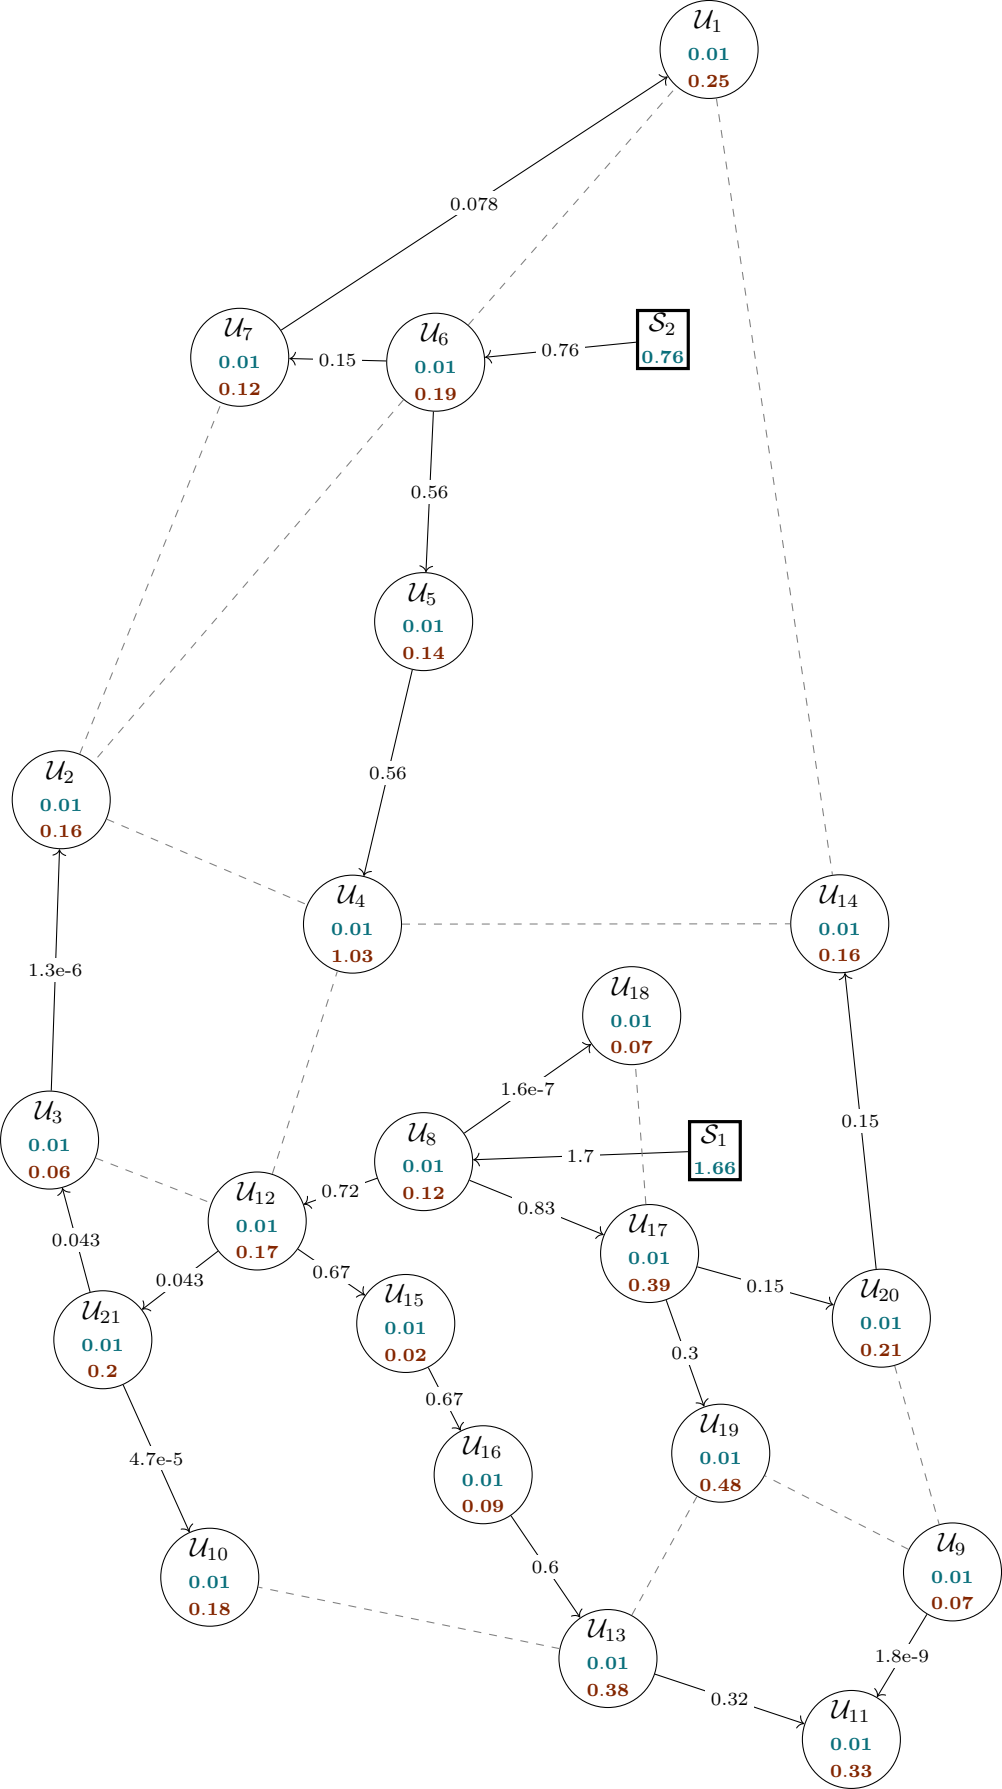 𝒰1
0.01
0.25
0.078
𝒰7
0.01
0.12
0.15
𝒰6
0.01
0.19
0.76
𝒮2
0.76
0.56
𝒰5
0.01
0.14
0.56
𝒰2
0.01
0.16
𝒰4
0.01
1.03
𝒰14
0.01
0.16
1.3e-6
𝒰18
0.01
0.07
1.6e-7
0.15
𝒰3
0.01
0.06
𝒰8
0.01
0.12
1.7
𝒮1
1.66
𝒰12
0.01
0.17
0.72
0.83
𝒰17
0.01
0.39
0.043
0.043
0.67
0.15
𝒰21
0.01
0.2
𝒰15
0.01
0.02
𝒰20
0.01
0.21
0.3
0.67
𝒰19
0.01
0.48
4.7e-5
𝒰16
0.01
0.09
𝒰10
0.01
0.18
0.6
𝒰9
0.01
0.07
𝒰13
0.01
0.38
1.8e-9
0.32
𝒰11
0.01
0.33